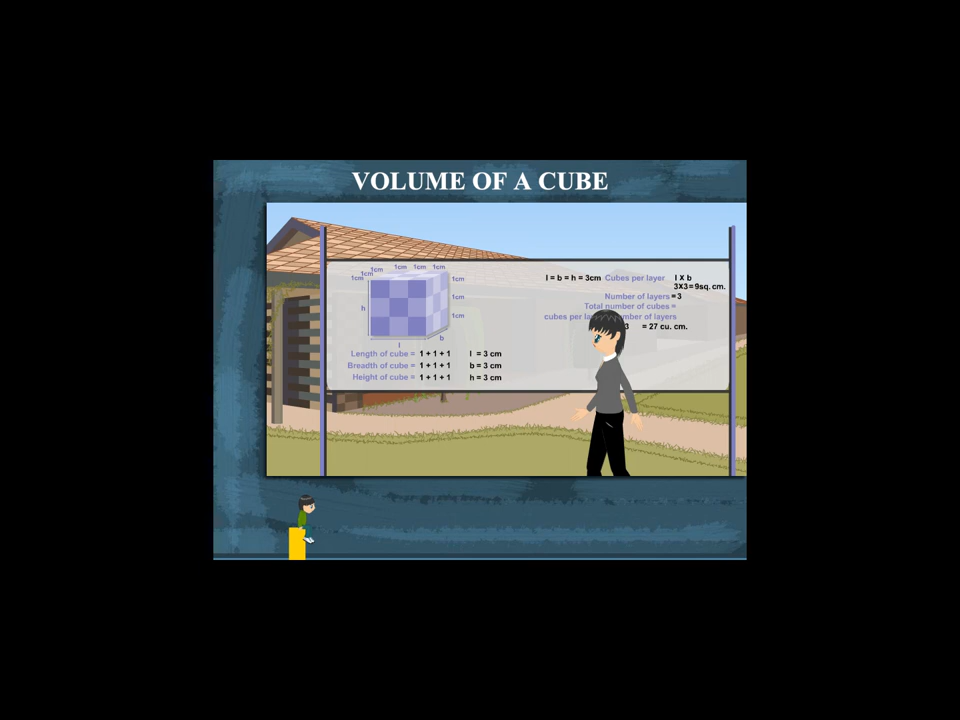 VOLUME OF A CUBE
1cm 1cm 1cm 1cm
1cm 1cm
1cm
1cm
1cm
h
b
l
l = b = h = 3cm Cubes per layer l X b
3X3 = 9sq. cm.
Number of layers = 3
Total number of cubes =
cubes per number of layers
3 = 27 cu. cm.
Length of cube = 1 + 1 + 1 l = 3 cm
Breadth of cube = 1 + 1 + 1 b = 3 cm
Height of cube = 1 + 1 + 1 h = 3 cm